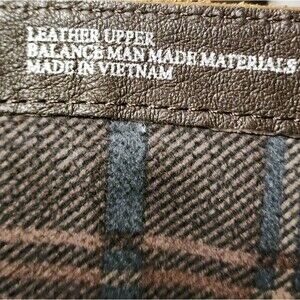 LEATHER UPPER
BALANCE MAN MADE MATERIALS
MADE IN VIETNAM